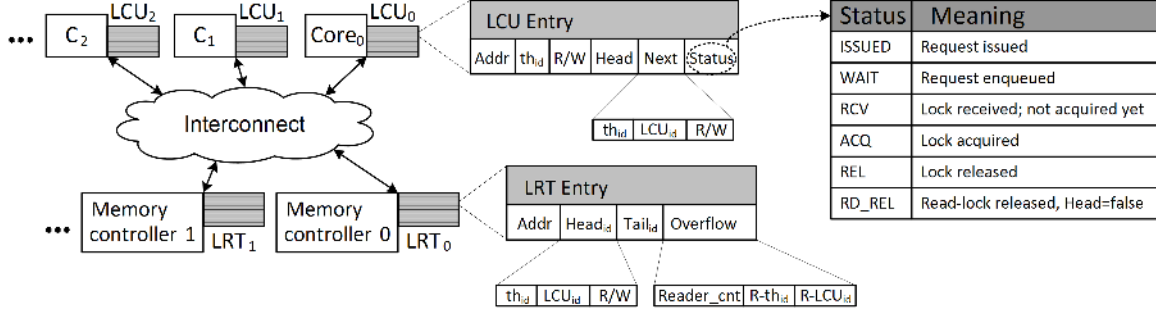 LCU₂ LCU₁ LCU₀
... C₂ C₁ Core₀
Interconnect
... Memory controller 1 Memory controller 0
LRT₁ LRT₀
LCU Entry
Addr thid R/W Head Next Status
thid LCUid R/W
LRT Entry
Addr Headid Tailid Overflow
thid LCUid R/W Reader_cnt R-thid R-LCUid
Status Meaning
ISSUED Request issued
WAIT Request enqueued
RCV Lock received; not acquired yet
ACQ Lock acquired
REL Lock released
RD_REL Read-lock released, Head=false